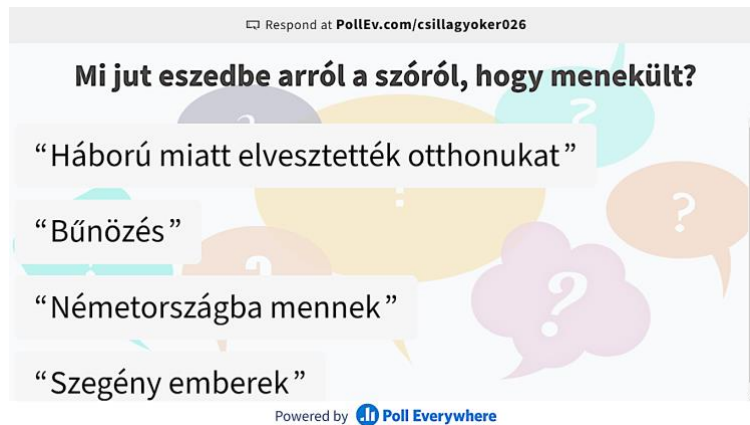 Respond at PollEv.com/csillagyoker026
Mi jut eszedbe arról a szóról, hogy menekült?
“Háború miatt elvesztették otthonukat”
“Bűnözés”
“Németországba mennek”
“Szegény emberek”
Powered by Poll Everywhere